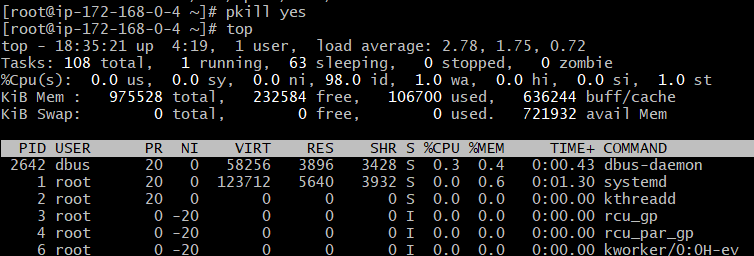 [root@ip-172-168-0-4 ~]# pkill yes
[root@ip-172-168-0-4 ~]# top
top - 18:35:21 up  4:19,  1 user,  load average: 2.78, 1.75, 0.72
Tasks: 108 total,   1 running,  63 sleeping,   0 stopped,   0 zombie
%Cpu(s):  0.0 us,  0.0 sy,  0.0 ni, 98.0 id,  1.0 wa,  0.0 hi,  0.0 si,  1.0 st
KiB Mem :   975528 total,   232584 free,   106700 used,   636244 buff/cache
KiB Swap:        0 total,        0 free,        0 used.   721932 avail Mem
PID USER      PR  NI    VIRT    RES    SHR S %CPU %MEM     TIME+ COMMAND
2642 dbus      20   0   58256   3896   3428 S  0.3  0.4   0:00.43 dbus-daemon
1 root      20   0  123712   5640   3932 S  0.0  0.6   0:01.30 systemd
2 root      20   0       0      0      0 S  0.0  0.0   0:00.00 kthreadd
3 root       0 -20       0      0      0 I  0.0  0.0   0:00.00 rcu_gp
4 root       0 -20       0      0      0 I  0.0  0.0   0:00.00 rcu_par_gp
6 root       0 -20       0      0      0 I  0.0  0.0   0:00.00 kworker/0:0H-ev